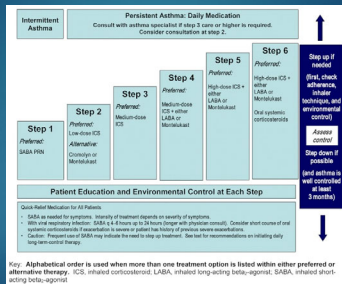 Intermittent
Asthma
Persistent Asthma: Daily Medication
Consult with asthma specialist if step 3 care or higher is required.
Consider consultation at step 2.
Step 1
Preferred:
SABA PRN
Step 2
Preferred:
Low-dose ICS
Alternative:
Cromolyn or
Montelukast
Step 3
Preferred:
Medium-dose
ICS
Step 4
Preferred:
Medium-dose
ICS + either
LABA or
Montelukast
Step 5
Preferred:
High-dose ICS +
either
LABA or
Montelukast
Step 6
Preferred:
High-dose ICS +
either
LABA or
Montelukast
Oral systemic
corticosteroids
Step up if
needed
(first, check
adherence,
inhaler
technique, and
environmental
control)
Assess
control
Step down if
possible
(and asthma is
well controlled
at least
3 months)
Patient Education and Environmental Control at Each Step
Quick-Relief Medication for All Patients
• SABA as needed for symptoms. Intensity of treatment depends on severity of symptoms.
• With viral respiratory infection: SABA q 4–6 hours up to 24 hours (longer with physician consult). Consider short course of oral
systemic corticosteroids if exacerbation is severe or patient has history of previous severe exacerbations.
• Caution: Frequent use of SABA may indicate the need to step up treatment. See text for recommendations on initiating daily
long-term-control therapy.
Key: Alphabetical order is used when more than one treatment option is listed within either preferred or
alternative therapy. ICS, inhaled corticosteroid; LABA, inhaled long-acting beta₂-agonist; SABA, inhaled short-
acting beta₂-agonist